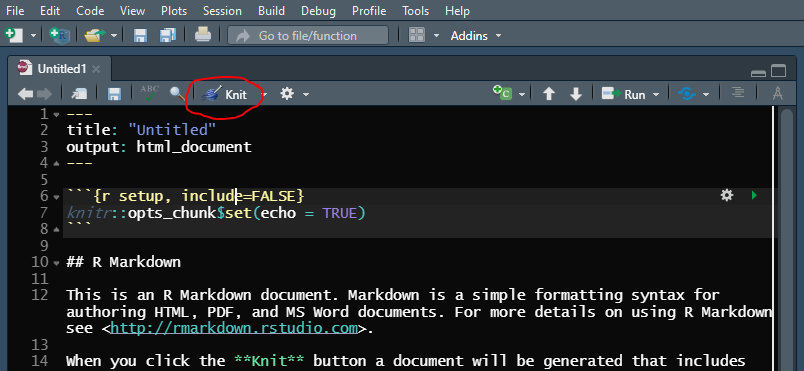 File Edit Code View Plots Session Build Debug Profile Tools Help
Go to file/function Addins
Untitled1
ABC Knit C Run A
1 ---
2 title: "Untitled"
3 output: html_document
4 ---
5
6 ```{r setup, include=FALSE}
7 knitr::opts_chunk$set(echo = TRUE)
8 ```
9
10 ## R Markdown
11
12 This is an R Markdown document. Markdown is a simple formatting syntax for
authoring HTML, PDF, and MS Word documents. For more details on using R Markdown
see <http://rmarkdown.rstudio.com>.
13
14 When you click the **Knit** button a document will be generated that includes